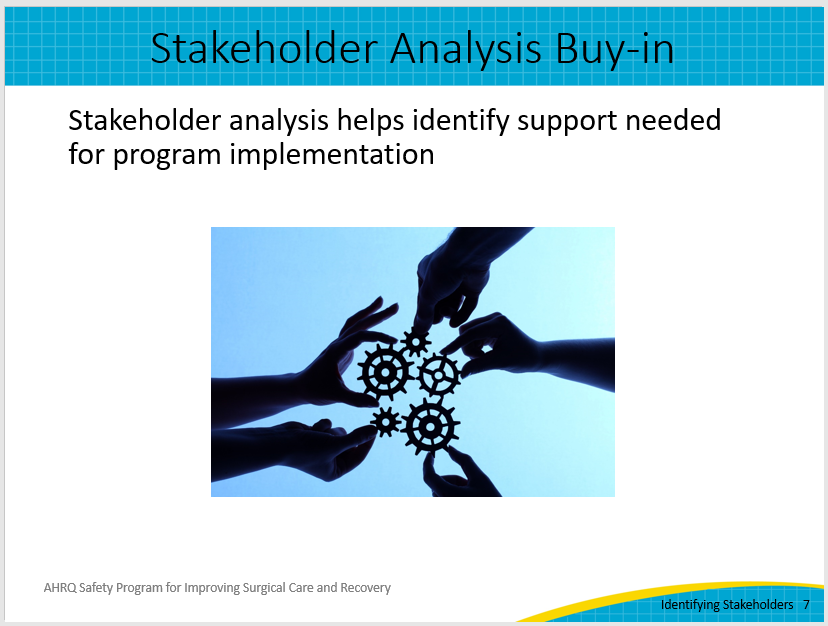 Stakeholder Analysis Buy-in
Stakeholder analysis helps identify support needed
for program implementation
AHRQ Safety Program for Improving Surgical Care and Recovery
Identifying Stakeholders 7